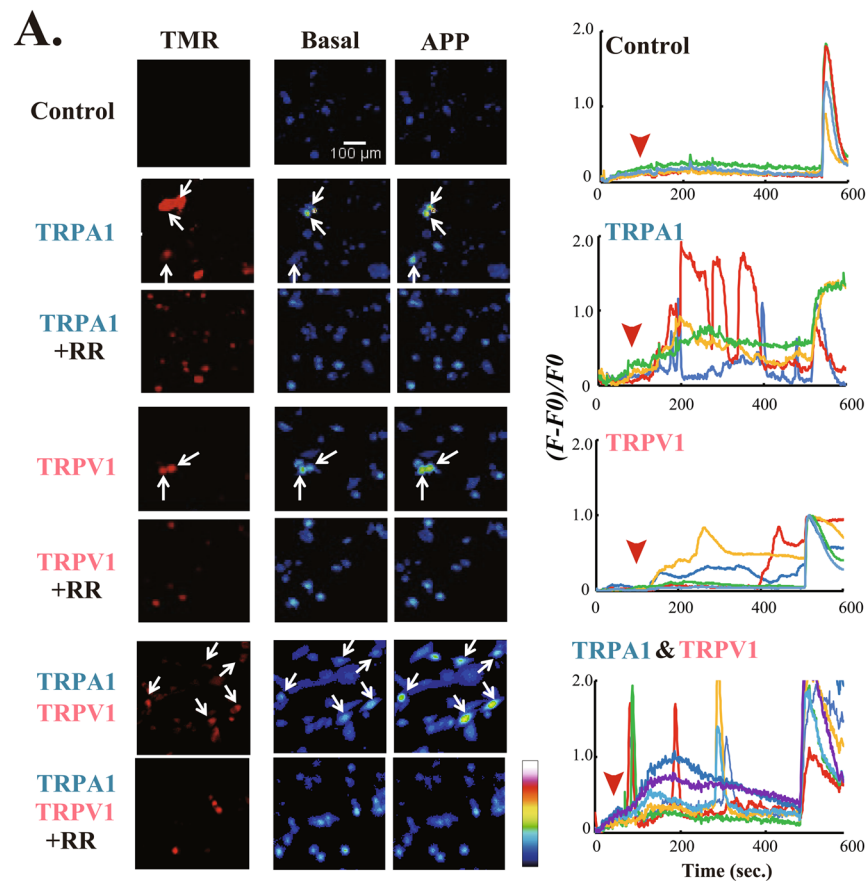 A.
TMR Basal APP
Control
100 µm
TRPA1
TRPA1
+RR
TRPV1
TRPV1
+RR
TRPA1
TRPV1
TRPA1
TRPV1
+RR
(F-F0)/F0
Control
2.0
1.0
0
0 200 400 600
TRPA1
2.0
1.0
0
0 200 400 600
TRPV1
2.0
1.0
0
0 200 400 600
TRPA1 & TRPV1
2.0
1.0
0
0 200 400 600
Time (sec.)